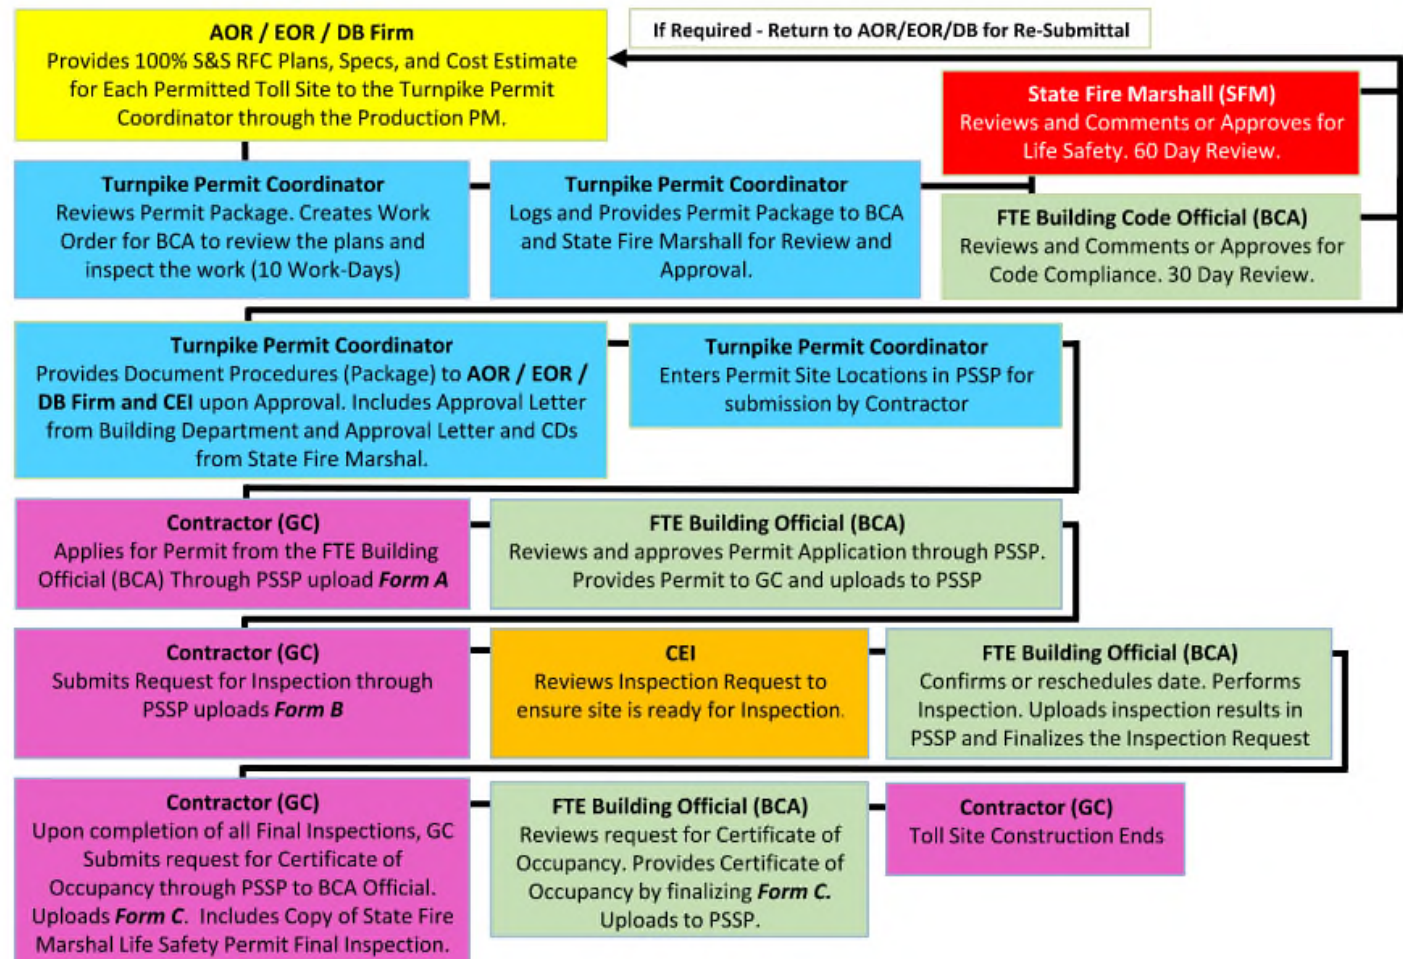 AOR / EOR / DB Firm
Provides 100% S&S RFC Plans, Specs, and Cost Estimate
for Each Permitted Toll Site to the Turnpike Permit
Coordinator through the Production PM.
If Required - Return to AOR/EOR/DB for Re-Submittal
State Fire Marshall (SFM)
Reviews and Comments or Approves for
Life Safety. 60 Day Review.
Turnpike Permit Coordinator
Reviews Permit Package. Creates Work
Order for BCA to review the plans and
inspect the work (10 Work-Days)
Turnpike Permit Coordinator
Logs and Provides Permit Package to BCA
and State Fire Marshall for Review and
Approval.
FTE Building Code Official (BCA)
Reviews and Comments or Approves for
Code Compliance. 30 Day Review.
Turnpike Permit Coordinator
Provides Document Procedures (Package) to AOR / EOR /
DB Firm and CEI upon Approval. Includes Approval Letter
from Building Department and Approval Letter and CDs
from State Fire Marshal.
Turnpike Permit Coordinator
Enters Permit Site Locations in PSSP for
submission by Contractor
Contractor (GC)
Applies for Permit from the FTE Building
Official (BCA) Through PSSP upload Form A
FTE Building Official (BCA)
Reviews and approves Permit Application through PSSP.
Provides Permit to GC and uploads to PSSP
Contractor (GC)
Submits Request for Inspection through
PSSP uploads Form B
CEI
Reviews Inspection Request to
ensure site is ready for Inspection.
FTE Building Official (BCA)
Confirms or reschedules date. Performs
Inspection. Uploads inspection results in
PSSP and Finalizes the Inspection Request
Contractor (GC)
Upon completion of all Final Inspections, GC
Submits request for Certificate of
Occupancy through PSSP to BCA Official.
Uploads Form C. Includes Copy of State Fire
Marshal Life Safety Permit Final Inspection.
FTE Building Official (BCA)
Reviews request for Certificate of
Occupancy. Provides Certificate of
Occupancy by finalizing Form C.
Uploads to PSSP.
Contractor (GC)
Toll Site Construction Ends